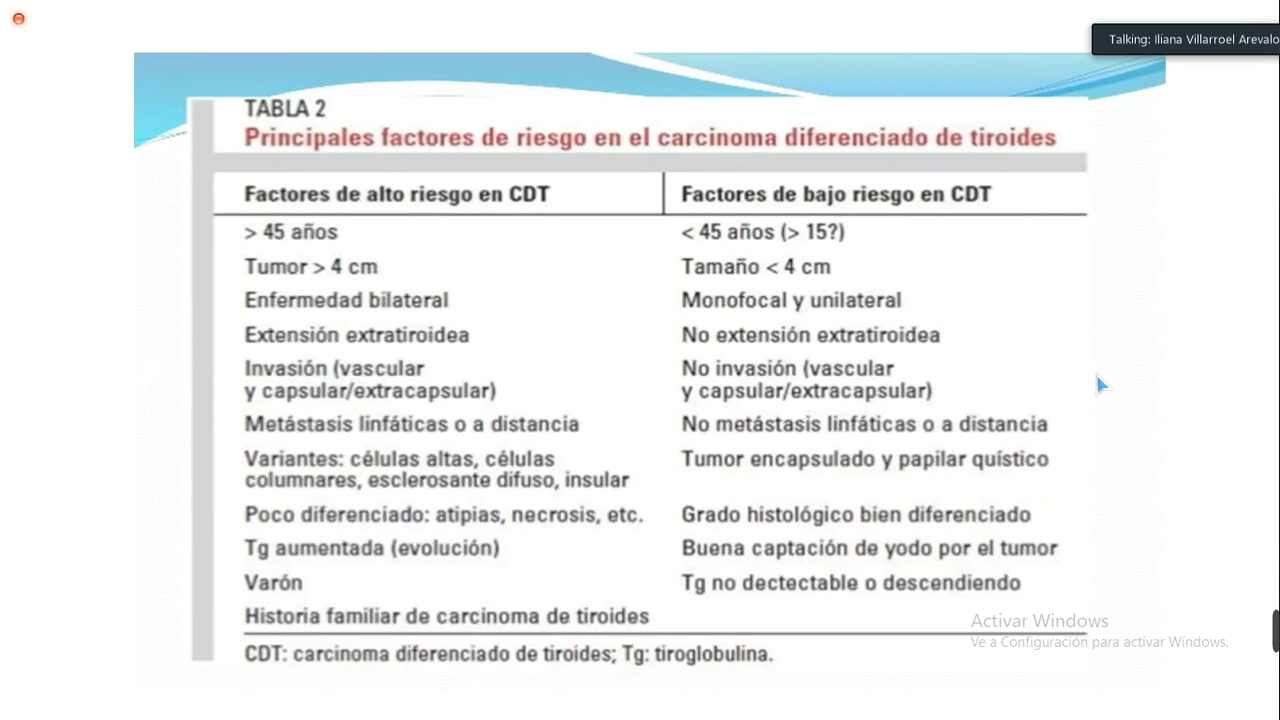 Talking: Iliana Villarroel Arevalo
TABLA 2
Principales factores de riesgo en el carcinoma diferenciado de tiroides
Factores de alto riesgo en CDT
Factores de bajo riesgo en CDT
> 45 años
< 45 años (> 15?)
Tumor > 4 cm
Tamaño < 4 cm
Enfermedad bilateral
Monofocal y unilateral
Extensión extratiroidea
No extensión extratiroidea
Invasión (vascular
y capsular/extracapsular)
No invasión (vascular
y capsular/extracapsular)
Metástasis linfáticas o a distancia
No metástasis linfáticas o a distancia
Variantes: células altas, células
columnares, esclerosante difuso, insular
Tumor encapsulado y papilar quístico
Poco diferenciado: atipias, necrosis, etc.
Grado histológico bien diferenciado
Tg aumentada (evolución)
Buena captación de yodo por el tumor
Varón
Tg no dectectable o descendiendo
Historia familiar de carcinoma de tiroides
CDT: carcinoma diferenciado de tiroides; Tg: tiroglobulina.
Activar Windows
Ve a Configuración para activar Windows.